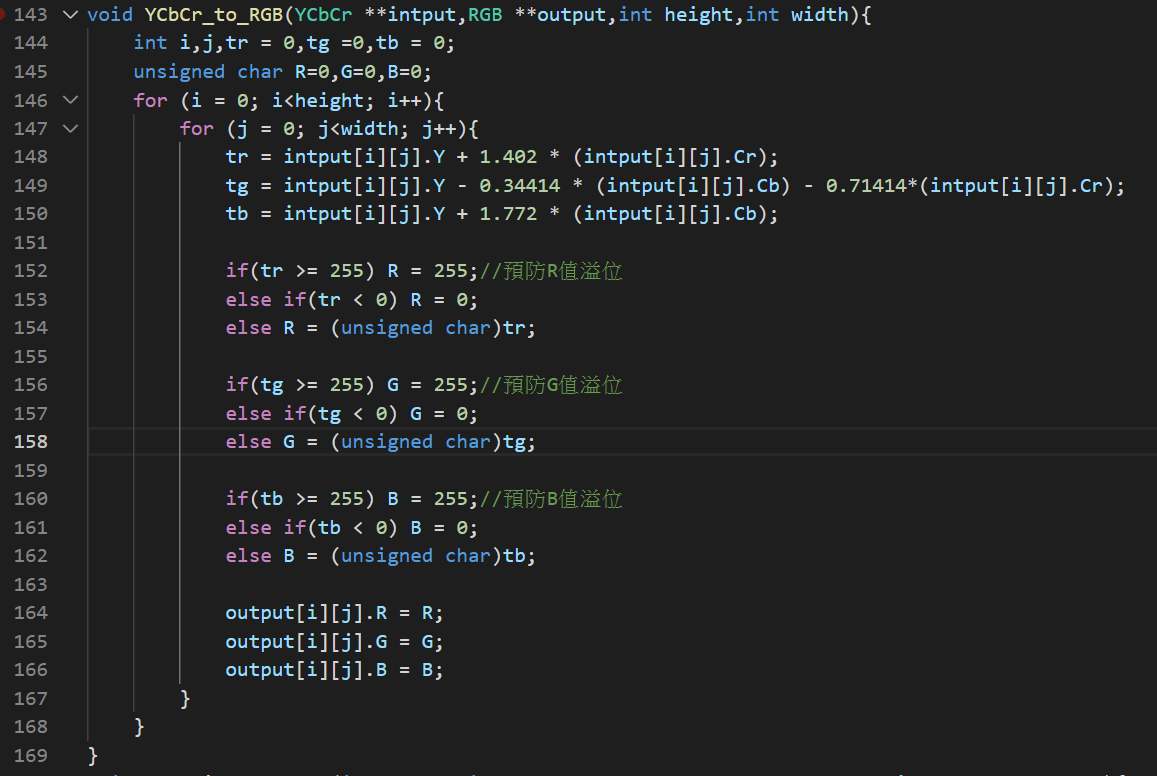 143 void YCbCr_to_RGB(YCbCr **intput,RGB **output,int height,int width){
144     int i,j,tr = 0,tg =0,tb = 0;
145     unsigned char R=0,G=0,B=0;
146     for (i = 0; i<height; i++){
147         for (j = 0; j<width; j++){
148             tr = intput[i][j].Y + 1.402 * (intput[i][j].Cr);
149             tg = intput[i][j].Y - 0.34414 * (intput[i][j].Cb) - 0.71414*(intput[i][j].Cr);
150             tb = intput[i][j].Y + 1.772 * (intput[i][j].Cb);
151
152             if(tr >= 255) R = 255;//預防R值溢位
153             else if(tr < 0) R = 0;
154             else R = (unsigned char)tr;
155
156             if(tg >= 255) G = 255;//預防G值溢位
157             else if(tg < 0) G = 0;
158             else G = (unsigned char)tg;
159
160             if(tb >= 255) B = 255;//預防B值溢位
161             else if(tb < 0) B = 0;
162             else B = (unsigned char)tb;
163
164             output[i][j].R = R;
165             output[i][j].G = G;
166             output[i][j].B = B;
167         }
168     }
169 }